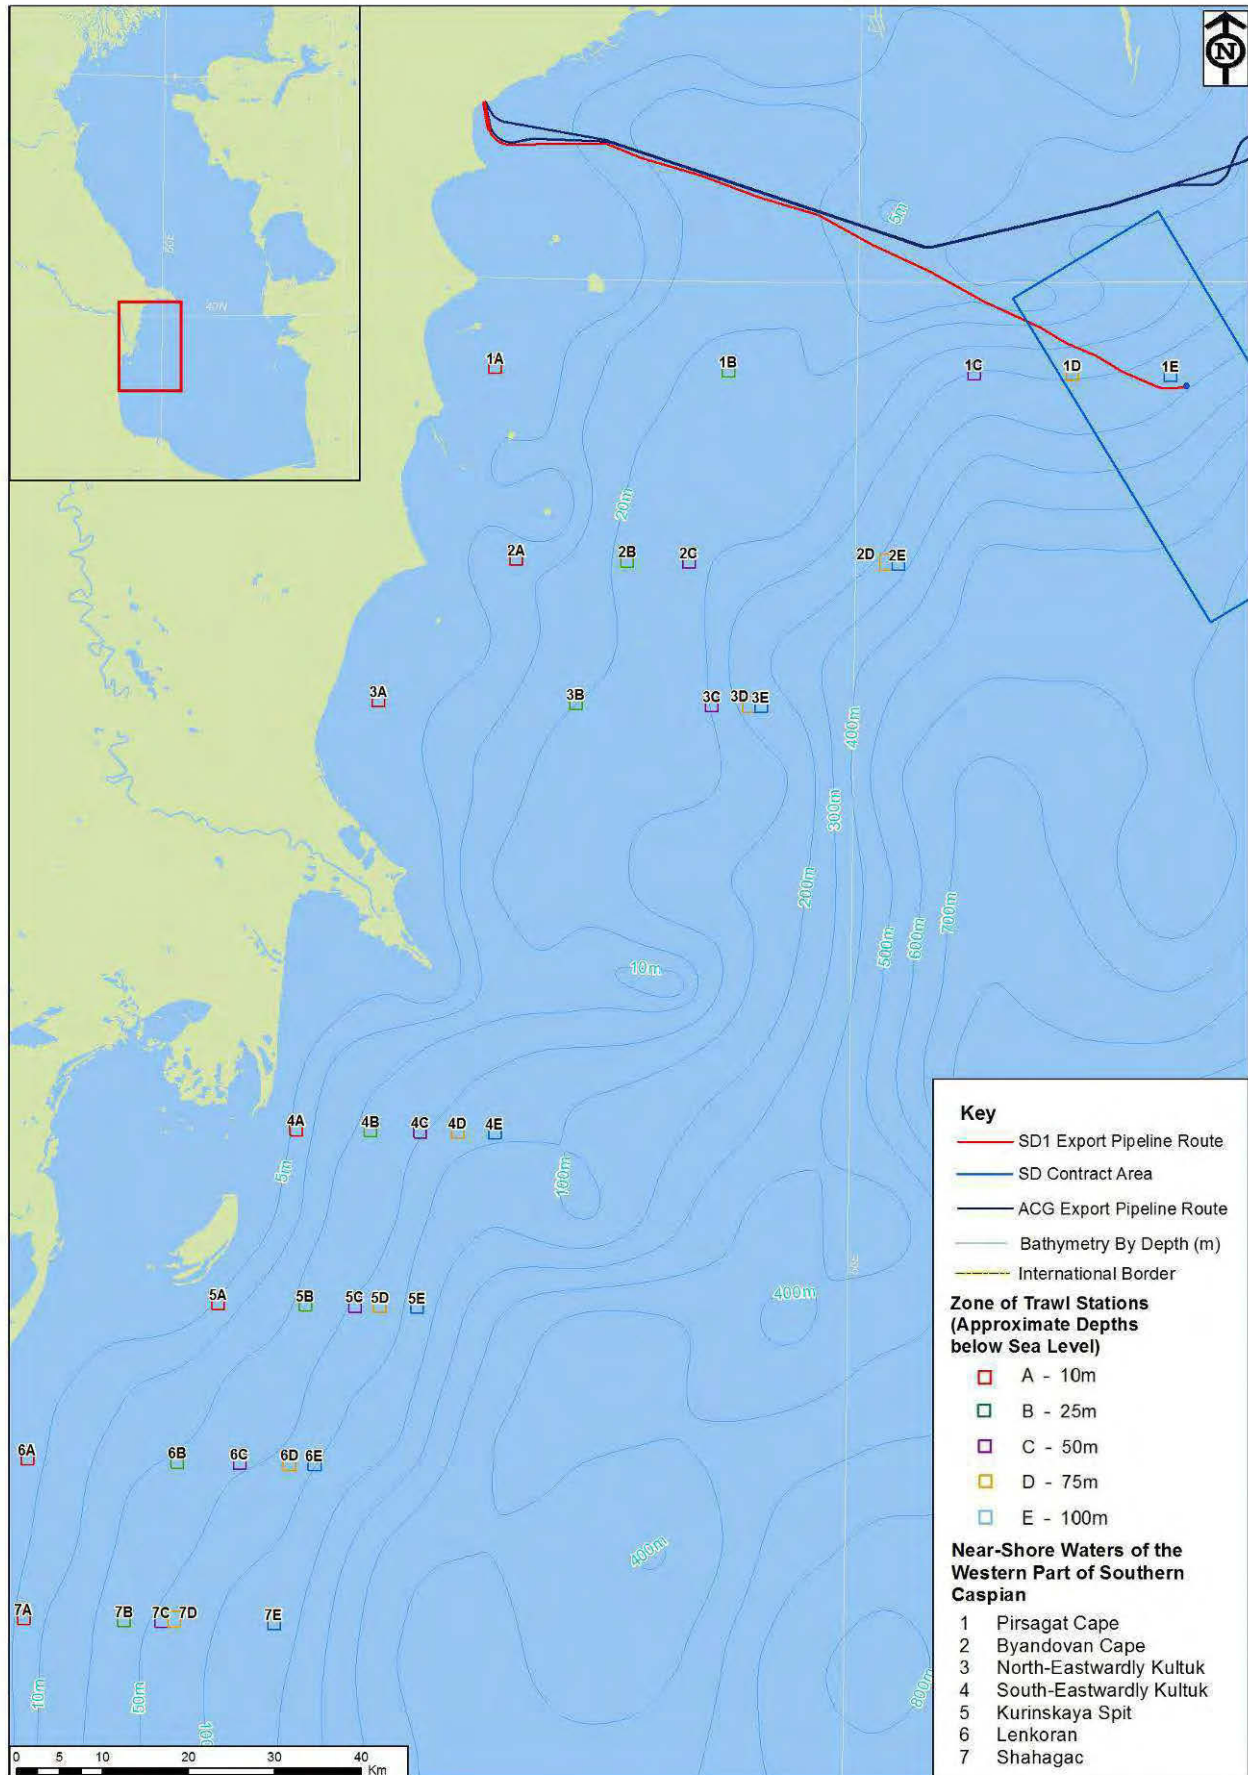 N
50E
40N
5m
1A
1B
1C
1D
1E
20m
2A
2B
2C
2D
2E
3A
3B
3C
3D
3E
400m
300m
200m
500m
600m
700m
10m
4A
4B
4C
4D
4E
5m
100m
5A
5B
5C
5D
5E
400m
6A
6B
6C
6D
6E
400m
7A
7B
7C
7D
7E
10m
50m
800m
0 5 10 20 30 40
Km
Key
SD1 Export Pipeline Route
SD Contract Area
ACG Export Pipeline Route
Bathymetry By Depth (m)
International Border
Zone of Trawl Stations
(Approximate Depths
below Sea Level)
A - 10m
B - 25m
C - 50m
D - 75m
E - 100m
Near-Shore Waters of the
Western Part of Southern
Caspian
1 Pirsagat Cape
2 Byandovan Cape
3 North-Eastwardly Kultuk
4 South-Eastwardly Kultuk
5 Kurinskaya Spit
6 Lenkoran
7 Shahagac